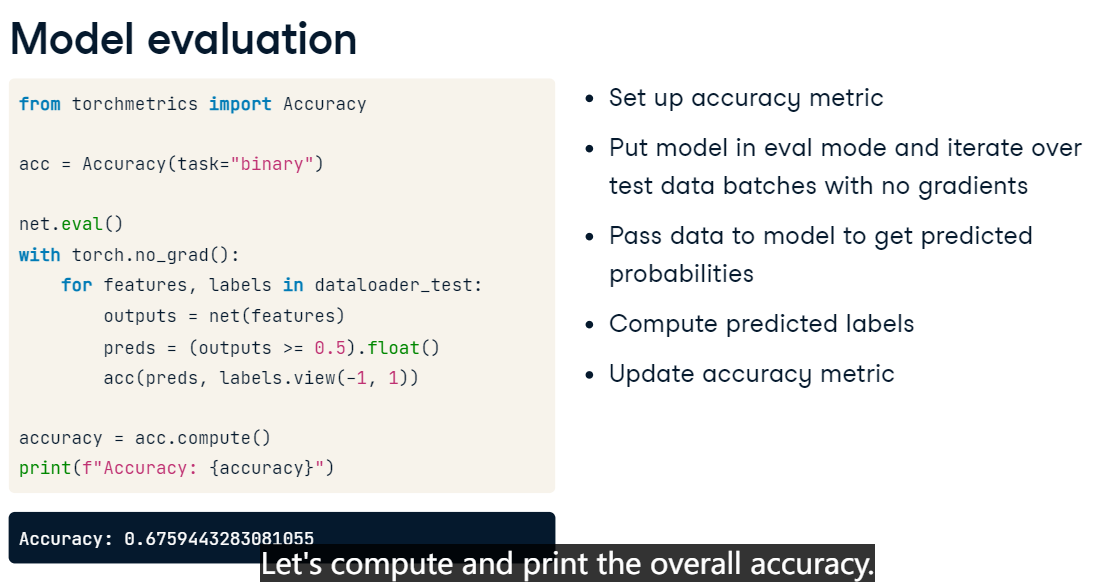 Model evaluation
from torchmetrics import Accuracy
acc = Accuracy(task="binary")
net.eval()
with torch.no_grad():
    for features, labels in dataloader_test:
        outputs = net(features)
        preds = (outputs >= 0.5).float()
        acc(preds, labels.view(-1, 1))
accuracy = acc.compute()
print(f"Accuracy: {accuracy}")
Accuracy: 0.6759443283081055
• Set up accuracy metric
• Put model in eval mode and iterate over
test data batches with no gradients
• Pass data to model to get predicted
probabilities
• Compute predicted labels
• Update accuracy metric
Let's compute and print the overall accuracy.